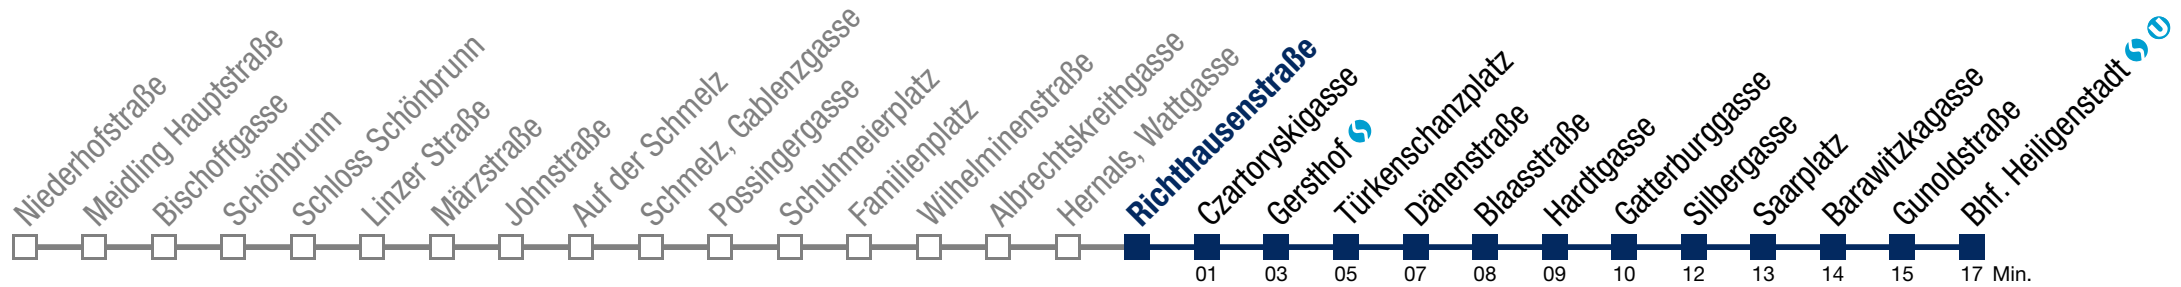 Niederhofstraße
Meidling Hauptstraße
Bischoffgasse
Schönbrunn
Schloss Schönbrunn
Linzer Straße
Märzstraße
Johnstraße
Auf der Schmelz
Schmelz, Gablenzgasse
Possingergasse
Schuhmeierplatz
Familienplatz
Wilhelminenstraße
Albrechtskreithgasse
Hernals, Wattgasse
Richthausenstraße
Czartoryskigasse
Gersthof S
Türkenschanzplatz
Dänenstraße
Blaasstraße
Hardtgasse
Gatterburggasse
Silbergasse
Saarplatz
Barawitzkagasse
Gunoldstraße
Bhf. Heiligenstadt S U
01 03 05 07 08 09 10 12 13 14 15 17 Min.